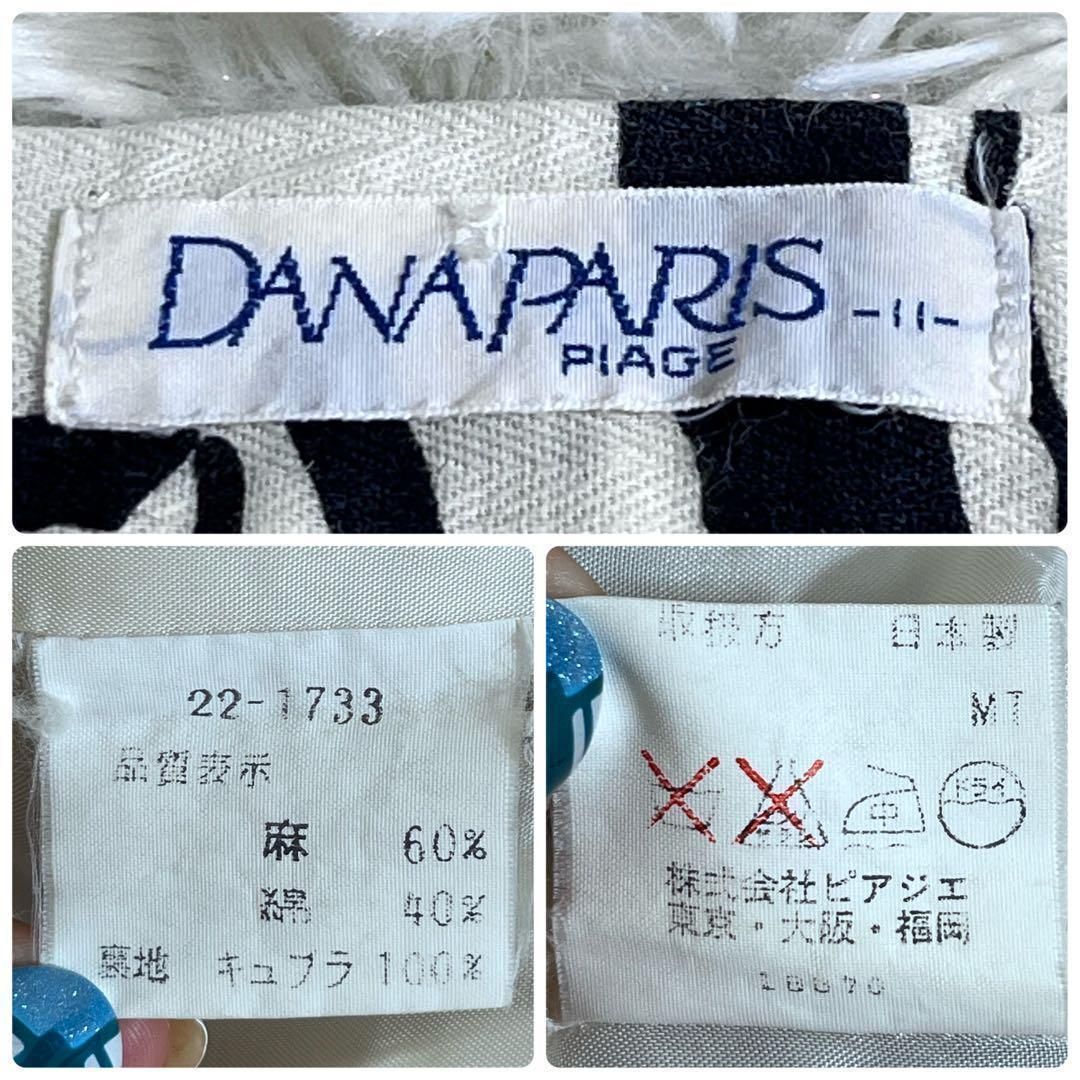 DANAPARIS -11-
PIAGE
22-1733
品質表示
麻 60%
綿 40%
裏地 キュプラ 100%
取扱方 日本製
MT
中 ドライ
株式会社ピアジエ
東京・大阪・福岡